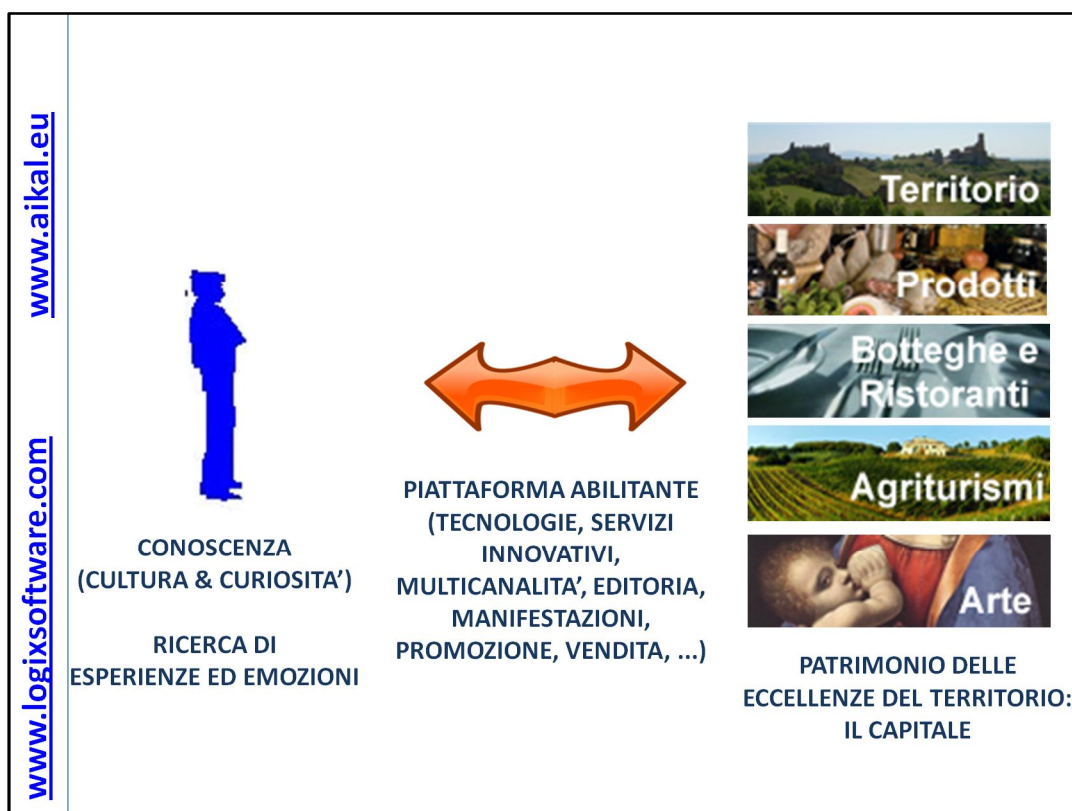 www.aikal.eu
www.logixsoftware.com
CONOSCENZA
(CULTURA & CURIOSITA’)
RICERCA DI
ESPERIENZE ED EMOZIONI
PIATTAFORMA ABILITANTE
(TECNOLOGIE, SERVIZI
INNOVATIVI,
MULTICANALITA’, EDITORIA,
MANIFESTAZIONI,
PROMOZIONE, VENDITA, ...)
Territorio
Prodotti
Botteghe e
Ristoranti
Agriturismi
Arte
PATRIMONIO DELLE
ECCELLENZE DEL TERRITORIO:
IL CAPITALE